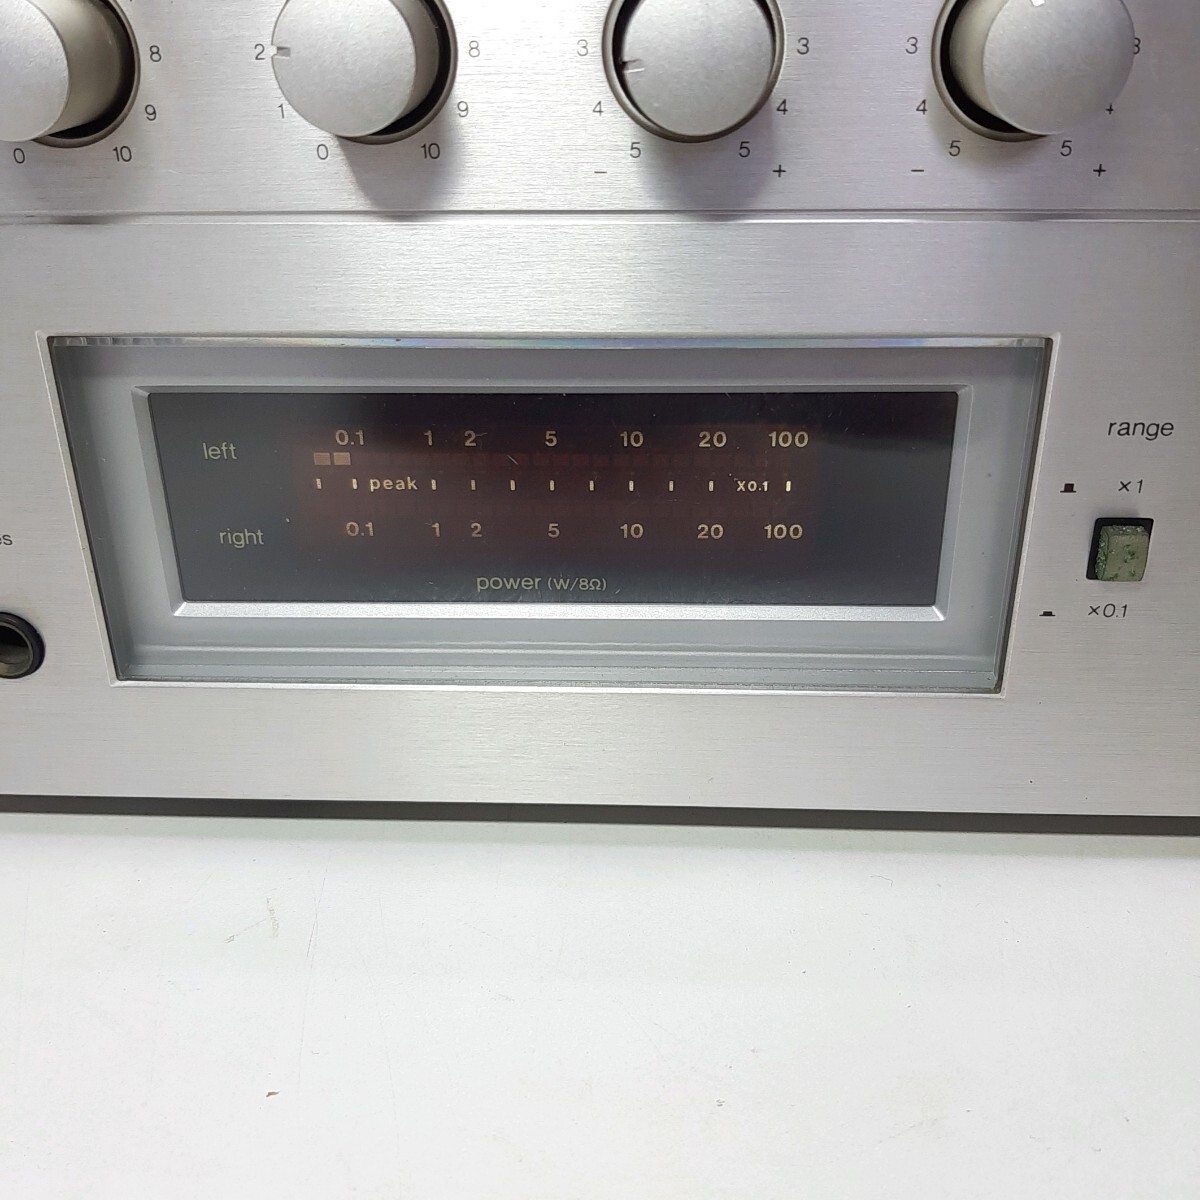 8 2 8 3 3 3 3
9 1 9 4 4 4
0 10 0 10 5 5 5 5
− + − +
left 0.1 1 2 5 10 20 100
peak X0.1
right 0.1 1 2 5 10 20 100
power (W/8Ω)
range
×1
×0.1
es